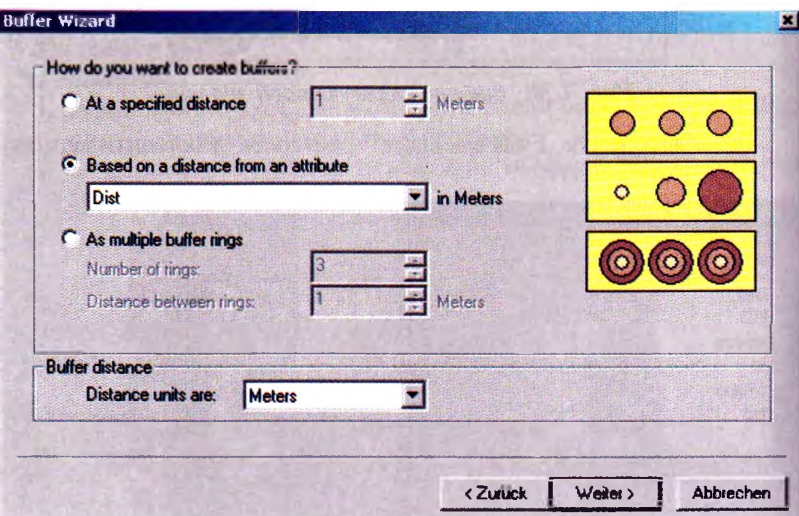 Buffer Wizard
How do you want to create buffers?
At a specified distance 1 Meters
Based on a distance from an attribute
Dist in Meters
As multiple buffer rings
Number of rings: 3
Distance between rings: 1 Meters
Buffer distance
Distance units are: Meters
< Zurück Weiter > Abbrechen